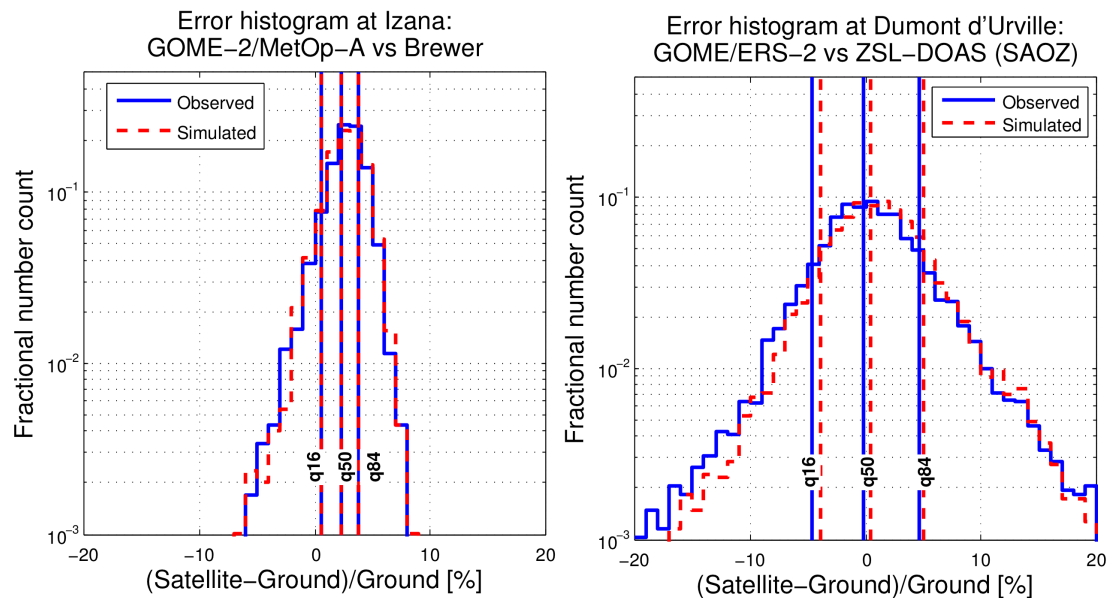 Error histogram at Izana:
GOME−2/MetOp−A vs Brewer
Observed
Simulated
Fractional number count
10⁻¹
10⁻²
10⁻³
q16
q50
q84
−20
−10
0
10
20
(Satellite−Ground)/Ground [%]
Error histogram at Dumont d'Urville:
GOME/ERS−2 vs ZSL−DOAS (SAOZ)
Observed
Simulated
Fractional number count
10⁻¹
10⁻²
10⁻³
q16
q50
q84
−20
−10
0
10
20
(Satellite−Ground)/Ground [%]